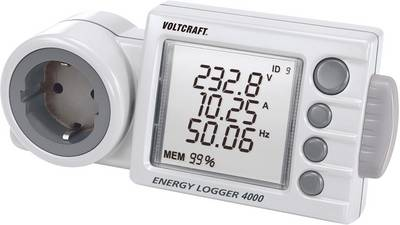 VOLTCRAFT.
ID 9
232.8 V
10.25 A
50.06 Hz
MEM 99%
ENERGY LOGGER 4000